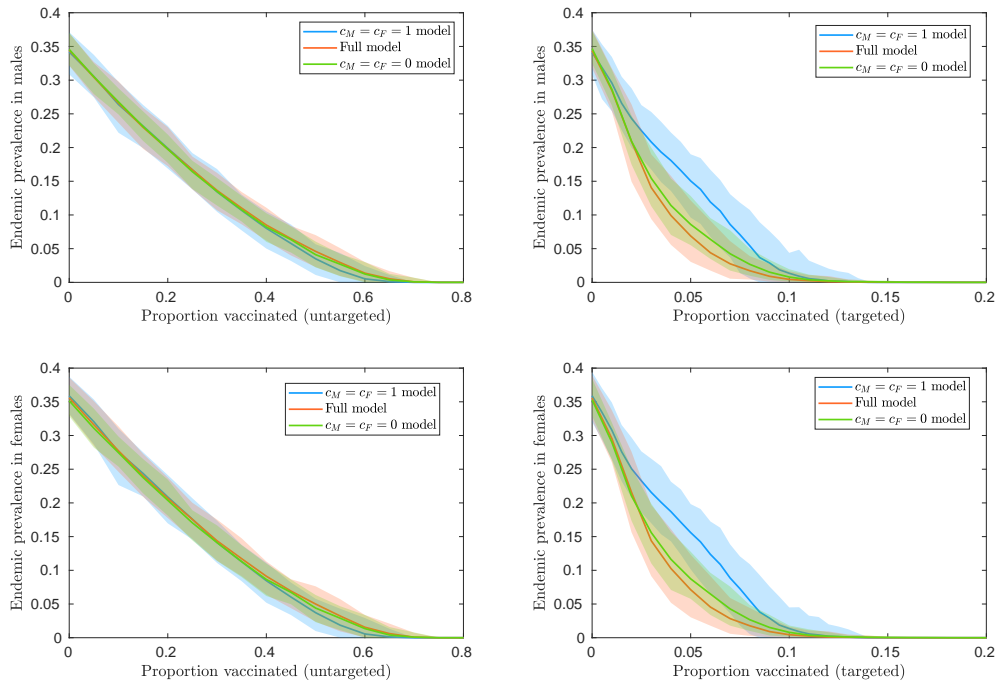 Endemic prevalence in males
0.4
0.35
0.3
0.25
0.2
0.15
0.1
0.05
0
c_M = c_F = 1 model
Full model
c_M = c_F = 0 model
0 0.2 0.4 0.6 0.8
Proportion vaccinated (untargeted)
Endemic prevalence in males
0.4
0.35
0.3
0.25
0.2
0.15
0.1
0.05
0
c_M = c_F = 1 model
Full model
c_M = c_F = 0 model
0 0.05 0.1 0.15 0.2
Proportion vaccinated (targeted)
Endemic prevalence in females
0.4
0.35
0.3
0.25
0.2
0.15
0.1
0.05
0
c_M = c_F = 1 model
Full model
c_M = c_F = 0 model
0 0.2 0.4 0.6 0.8
Proportion vaccinated (untargeted)
Endemic prevalence in females
0.4
0.35
0.3
0.25
0.2
0.15
0.1
0.05
0
c_M = c_F = 1 model
Full model
c_M = c_F = 0 model
0 0.05 0.1 0.15 0.2
Proportion vaccinated (targeted)